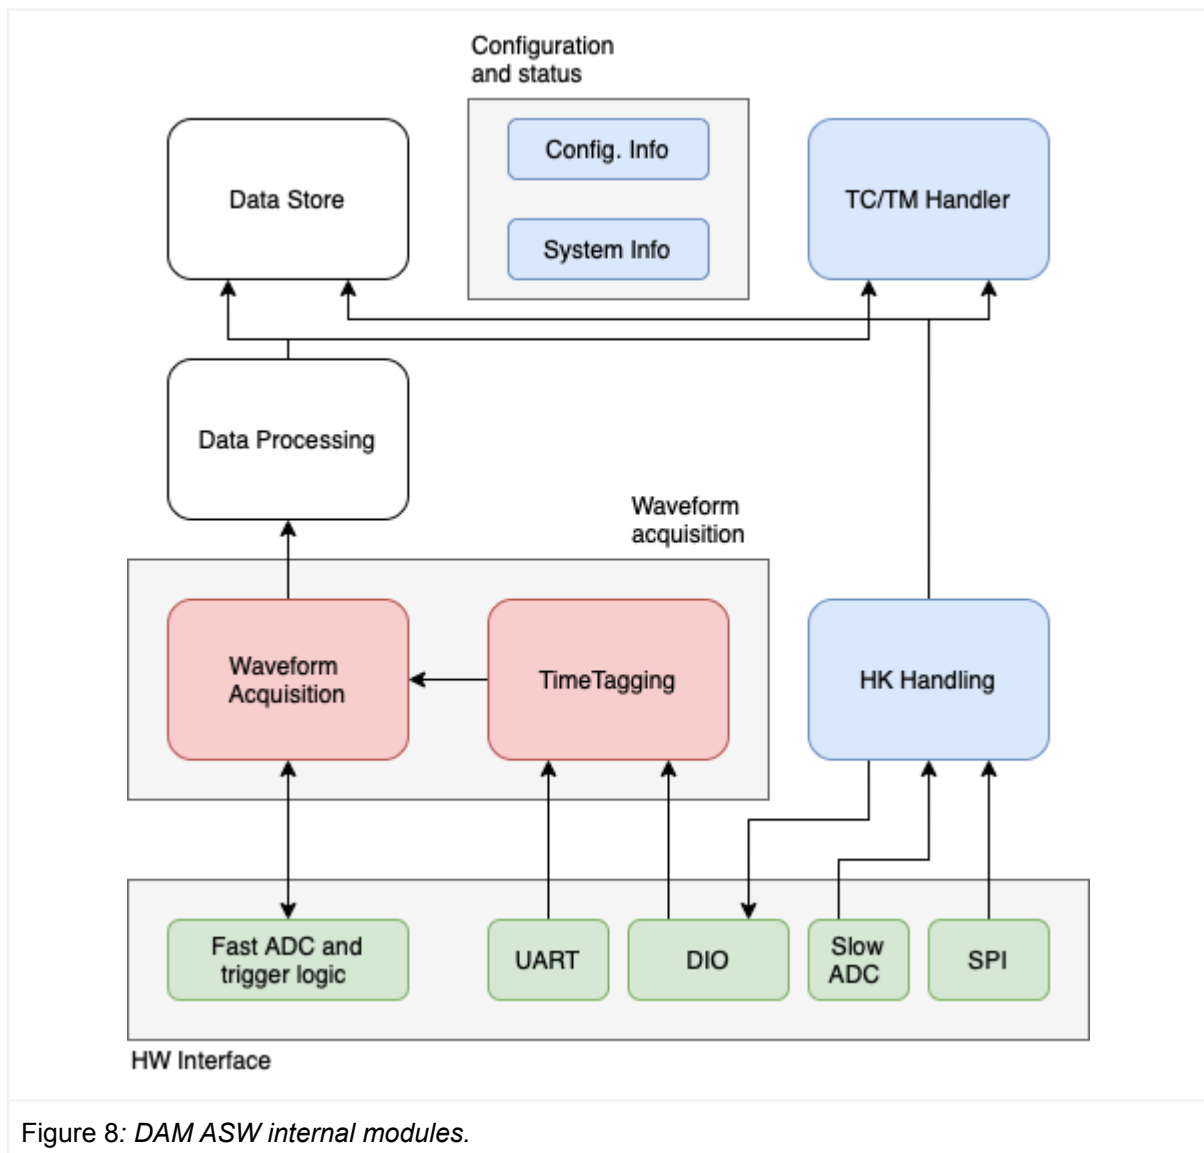 Configuration
and status
Config. Info
System Info
Data Store
TC/TM Handler
Data Processing
Waveform
acquisition
Waveform
Acquisition
TimeTagging
HK Handling
Fast ADC and
trigger logic
UART
DIO
Slow
ADC
SPI
HW Interface
Figure 8: DAM ASW internal modules.